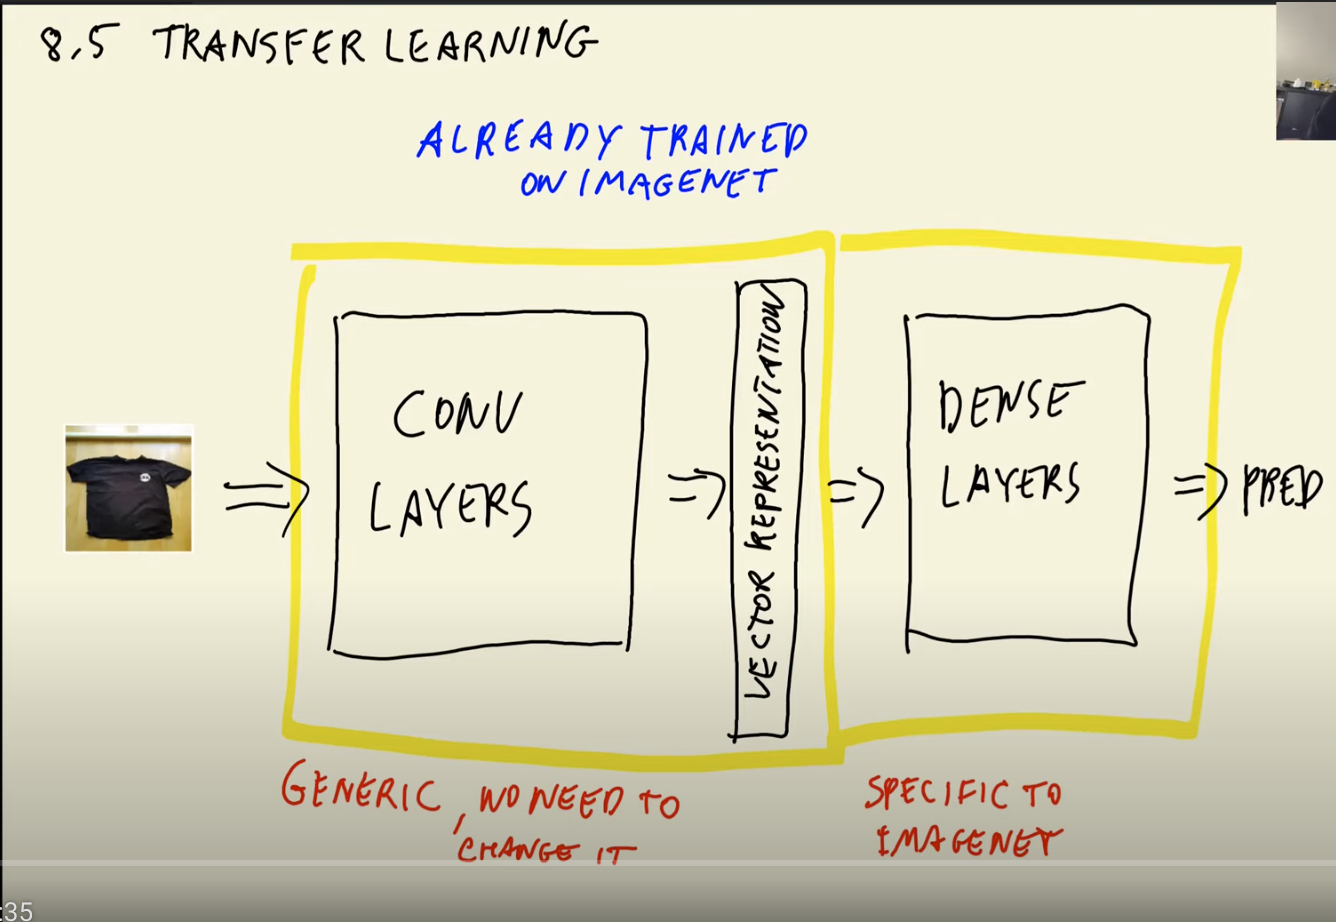 8.5 TRANSFER LEARNING
ALREADY TRAINED
ON IMAGENET
CONV
LAYERS
VECTOR REPRESENTATION
DENSE
LAYERS
PRED
GENERIC, NO NEED TO
CHANGE IT
SPECIFIC TO
IMAGENET
:35